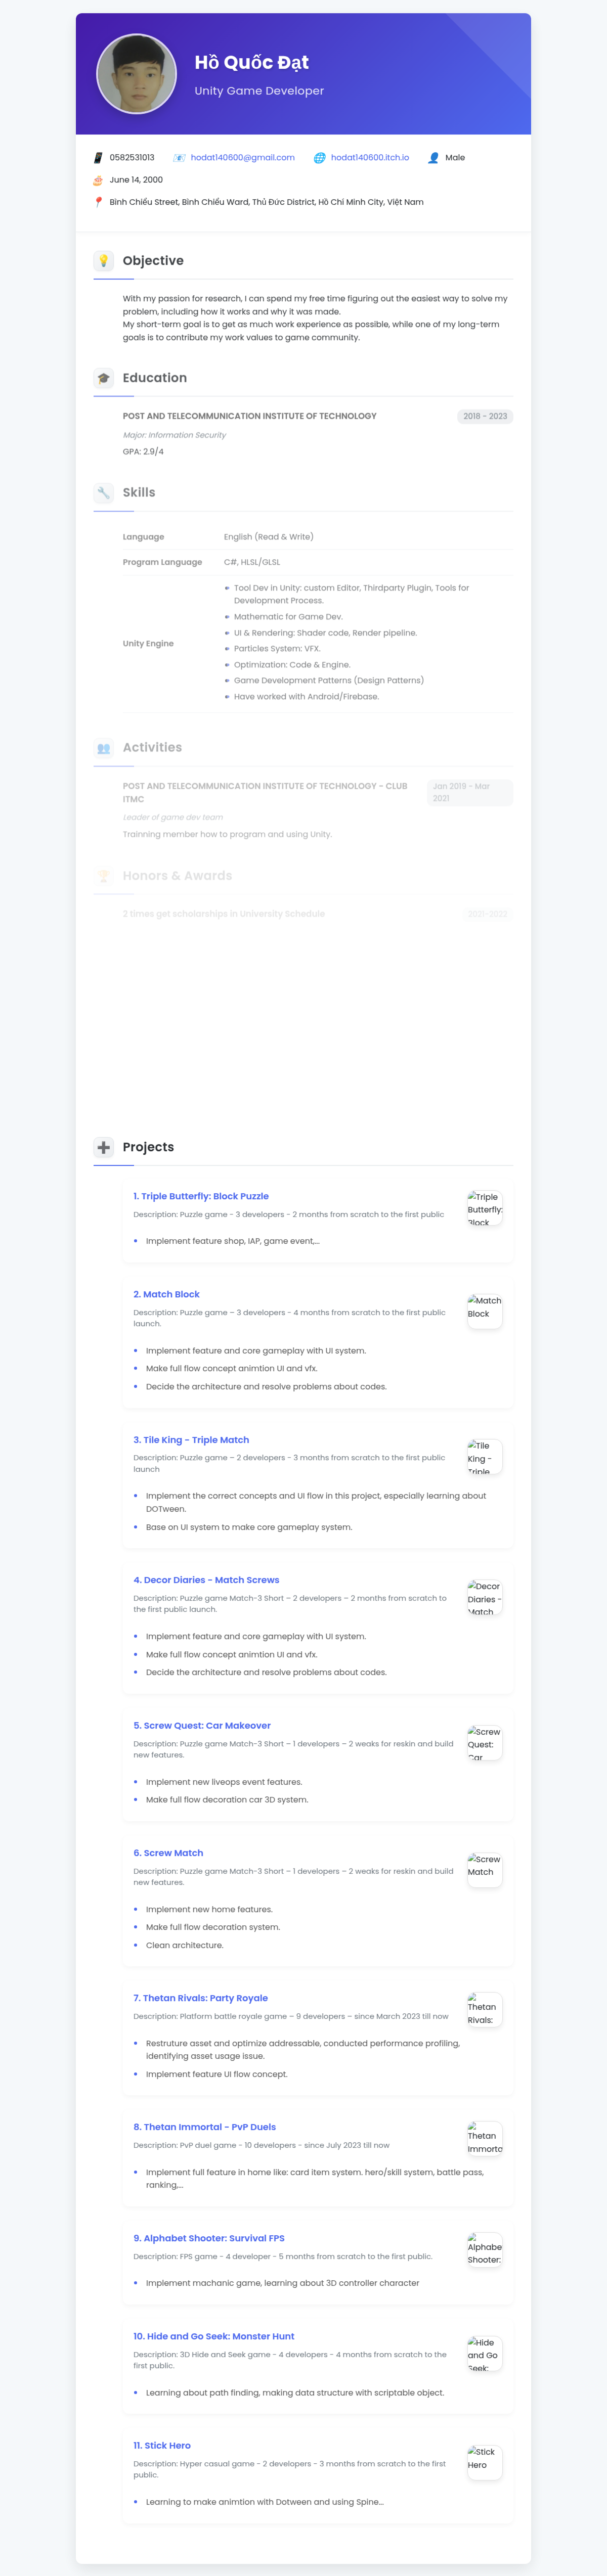 Hồ Quốc Đạt
Unity Game Developer
0582531013 hodat140600@gmail.com hodat140600.itch.io Male
June 14, 2000
Bình Chiểu Street, Bình Chiểu Ward, Thủ Đức District, Hồ Chí Minh City, Việt Nam
Objective
With my passion for research, I can spend my free time figuring out the easiest way to solve my
problem, including how it works and why it was made.
My short-term goal is to get as much work experience as possible, while one of my long-term
goal is to contribute my work values to game community.
Education
POST AND TELECOMMUNICATION INSTITUTE OF TECHNOLOGY 2018 - 2023
Major: Information Security
GPA: 2.9/4
Skills
Language English (Read & Write)
Program Language C#, HLSL/GLSL
Unity Engine
Tool Dev in Unity: custom Editor, Thirdparty Plugin, Tools for
Development Process.
Mathematic for Game Dev.
UI & Rendering: Shader code, Render pipeline.
Particles System: VFX.
Optimization: Code & Engine.
Game Development Patterns (Design Patterns)
Have worked with Android/Firebase.
Activities
POST AND TELECOMMUNICATION INSTITUTE OF TECHNOLOGY - CLUB
ITMC
Jan 2019 - Mar
2021
Leader of game dev team
Trainning member how to program and using Unity.
Honors & Awards
2 times get scholarships in University Schedule 2021-2022
Projects
1. Triple Butterfly: Block Puzzle
Description: Puzzle game - 3 developers - 2 months from scratch to the first public
Triple
Butterfly:
Block
Implement feature shop, IAP, game event,...
2. Match Block
Description: Puzzle game – 3 developers - 4 months from scratch to the first public
launch.
Match
Block
Implement feature and core gameplay with UI system.
Make full flow concept animtion UI and vfx.
Decide the architecture and resolve problems about codes.
3. Tile King - Triple Match
Description: Puzzle game – 2 developers - 3 months from scratch to the first public
launch
Tile
King -
Triple
Implement the correct concepts and UI flow in this project, especially learning about
DOTween.
Base on UI system to make core gameplay system.
4. Decor Diaries - Match Screws
Description: Puzzle game Match-3 Short – 2 developers – 2 months from scratch to
the first public launch.
Decor
Diaries -
Match
Implement feature and core gameplay with UI system.
Make full flow concept animtion UI and vfx.
Decide the architecture and resolve problems about codes.
5. Screw Quest: Car Makeover
Description: Puzzle game Match-3 Short – 1 developers – 2 weeks for reskin and build
new features.
Screw
Quest:
Car
Implement new liveops event features.
Make full flow decoration car 3D system.
6. Screw Match
Description: Puzzle game Match-3 Short – 1 developers – 2 weeks for reskin and build
new features.
Screw
Match
Implement new home features.
Make full flow decoration system.
Clean architecture.
7. Thetan Rivals: Party Royale
Description: Platform battle royale game – 9 developers – since March 2023 till now
Thetan
Rivals:
Restruture asset and optimize addressable, conducted performance profiling,
identifying asset usage issue.
Implement feature UI flow concept.
8. Thetan Immortal - PvP Duels
Description: PvP duel game - 10 developers - since July 2023 till now
Thetan
Immorta
Implement full feature in home like: card item system. hero/skill system, battle pass,
ranking,...
9. Alphabet Shooter: Survival FPS
Description: FPS game - 4 developer - 5 months from scratch to the first public.
Alphabe
Shooter:
Implement machanic game, learning about 3D controller character
10. Hide and Go Seek: Monster Hunt
Description: 3D Hide and Seek game - 4 developers - 4 months from scratch to the
first public.
Hide
and Go
Seek:
Learning about path finding, making data structure with scriptable object.
11. Stick Hero
Description: Hyper casual game - 2 developers - 3 months from scratch to the first
public.
Stick
Hero
Learning to make animtion with Dotween and using Spine...